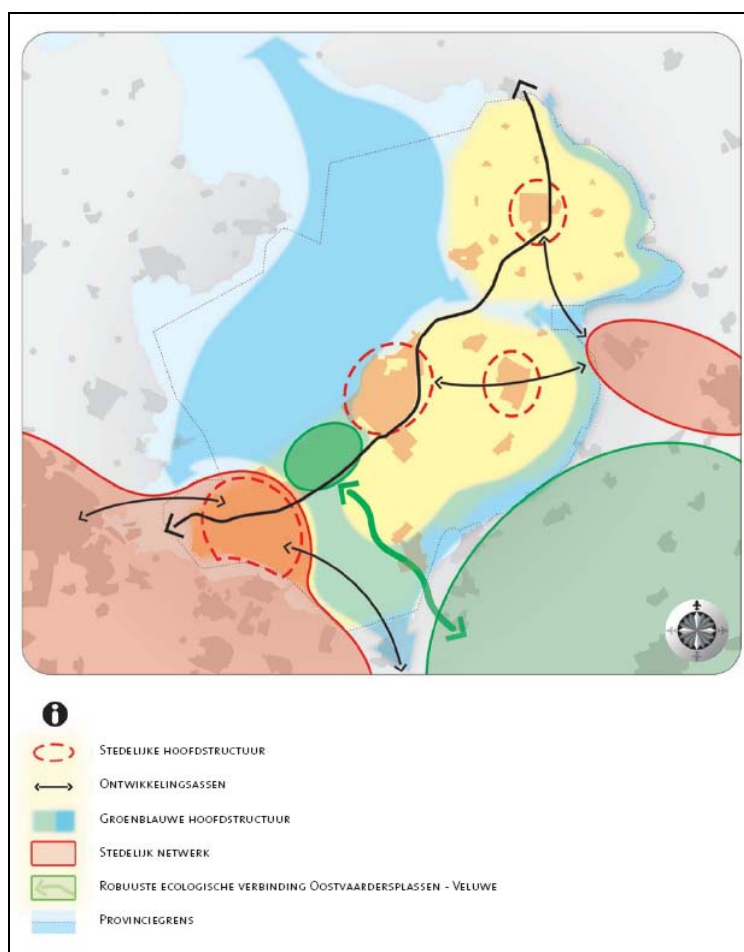 STEDELIJKE HOOFDSTRUCTUUR
ONTWIKKELINGSASSEN
GROENBLAUWE HOOFDSTRUCTUUR
STEDELIJK NETWERK
ROBUUSTE ECOLOGISCHE VERBINDING OOSTVAARDERSPLASSEN - VELUWE
PROVINCIEGRENS